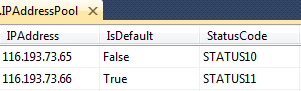 .IPAddressPool
IPAddress IsDefault StatusCode
116.193.73.65 False STATUS10
116.193.73.66 True STATUS11